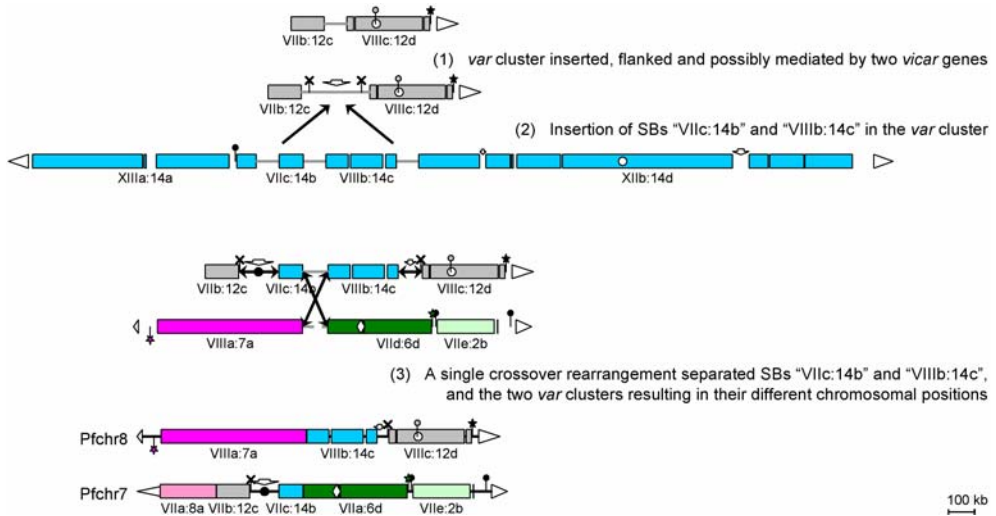 VIIb:12c VIIIc:12d
(1) var cluster inserted, flanked and possibly mediated by two vicar genes
VIIb:12c VIIIc:12d
(2) Insertion of SBs “VIIc:14b” and “VIIIb:14c” in the var cluster
XIIIa:14a VIIc:14b VIIIb:14c XIIb:14d
VIIb:12c VIIc:14b VIIIb:14c VIIIc:12d
VIIIa:7a VIId:6d VIIe:2b
(3) A single crossover rearrangement separated SBs “VIIc:14b” and “VIIIb:14c”,
and the two var clusters resulting in their different chromosomal positions
Pfchr8
VIIIa:7a VIIIb:14c VIIIc:12d
Pfchr7
VIIa:8a VIIb:12c VIIc:14b VIIa:6d VIIe:2b
100 kb